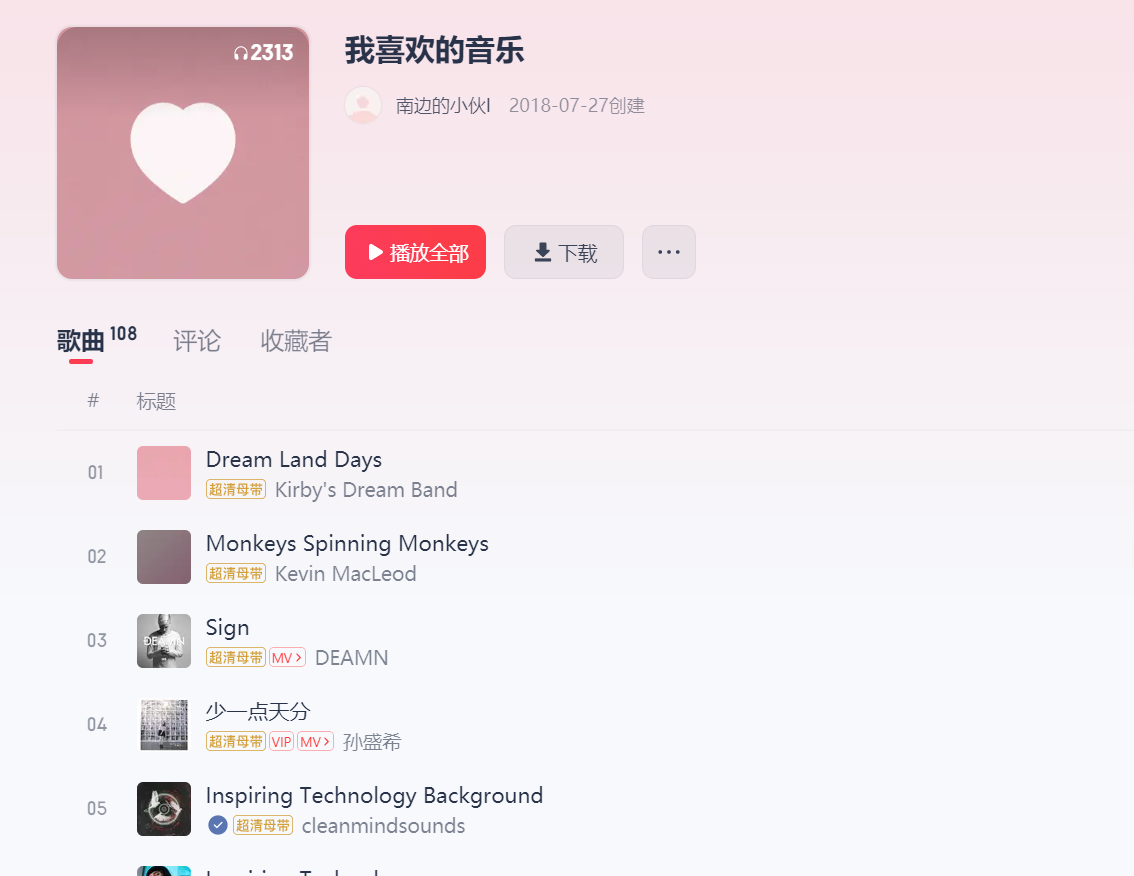 2313
我喜欢的音乐
南边的小伙l 2018-07-27创建
播放全部 下载
歌曲 108 评论 收藏者
# 标题
01 Dream Land Days
超清母带 Kirby's Dream Band
02 Monkeys Spinning Monkeys
超清母带 Kevin MacLeod
03 Sign
DEAMN
超清母带 MV DEAMN
04 少一点天分
超清母带 VIP MV 孙盛希
05 Inspiring Technology Background
超清母带 cleanmindsounds